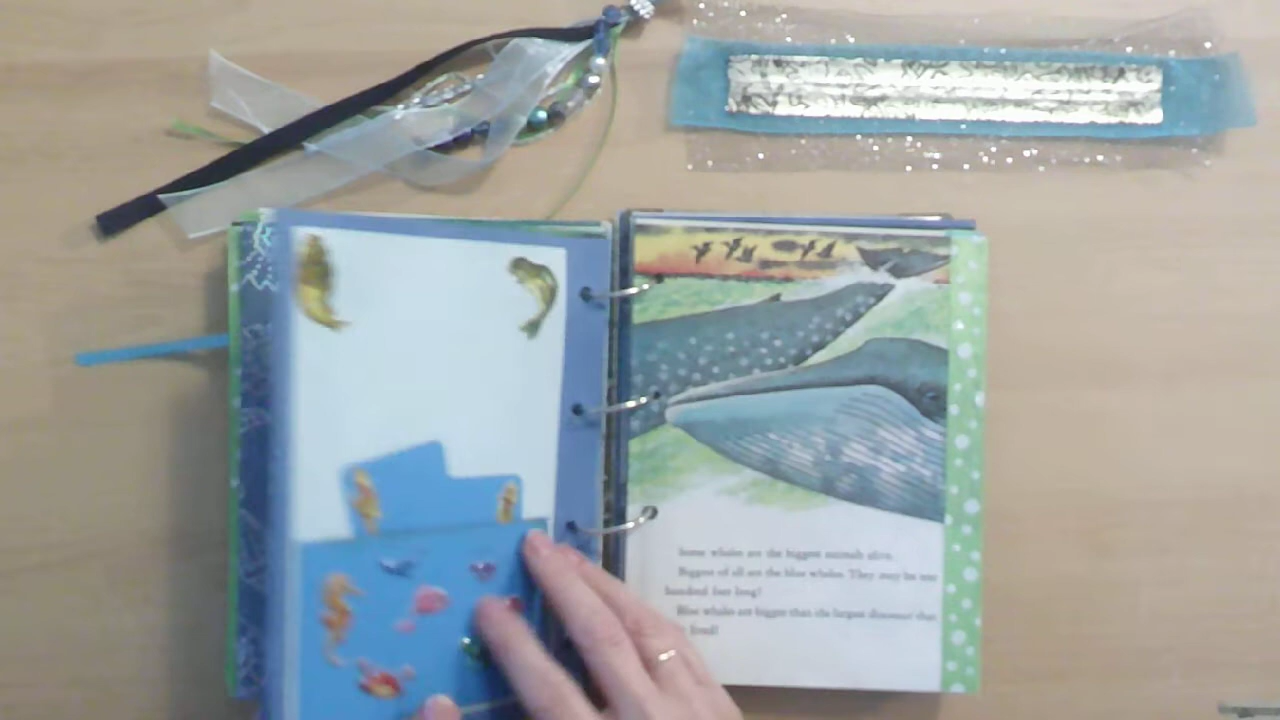 Some whales are the biggest animals alive.
Biggest of all are the blue whales. They may be one
hundred feet long!
Blue whales are bigger than the largest dinosaur that
lived!